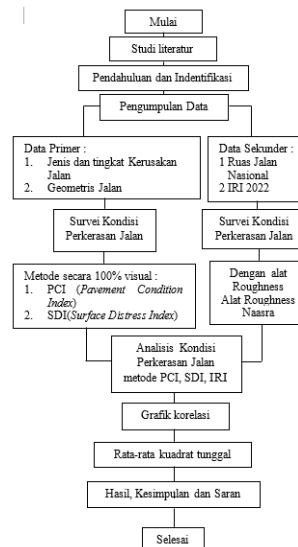 Mulai
Studi literatur
Pendahuluan dan Indentifikasi
Pengumpulan Data
Data Primer :
1. Jenis dan tingkat Kerusakan
Jalan
2. Geometris Jalan
Data Sekunder :
1 Ruas Jalan
Nasional
2 IRI 2022
Survei Kondisi
Perkerasan Jalan
Survei Kondisi
Perkerasan Jalan
Metode secara 100% visual :
1. PCI (Pavement Condition
Index)
2. SDI(Surface Distress Index)
Dengan alat
Roughness
Alat Roughness
Naasra
Analisis Kondisi
Perkerasan Jalan
metode PCI, SDI, IRI
Grafik korelasi
Rata-rata kuadrat tunggal
Hasil, Kesimpulan dan Saran
Selesai